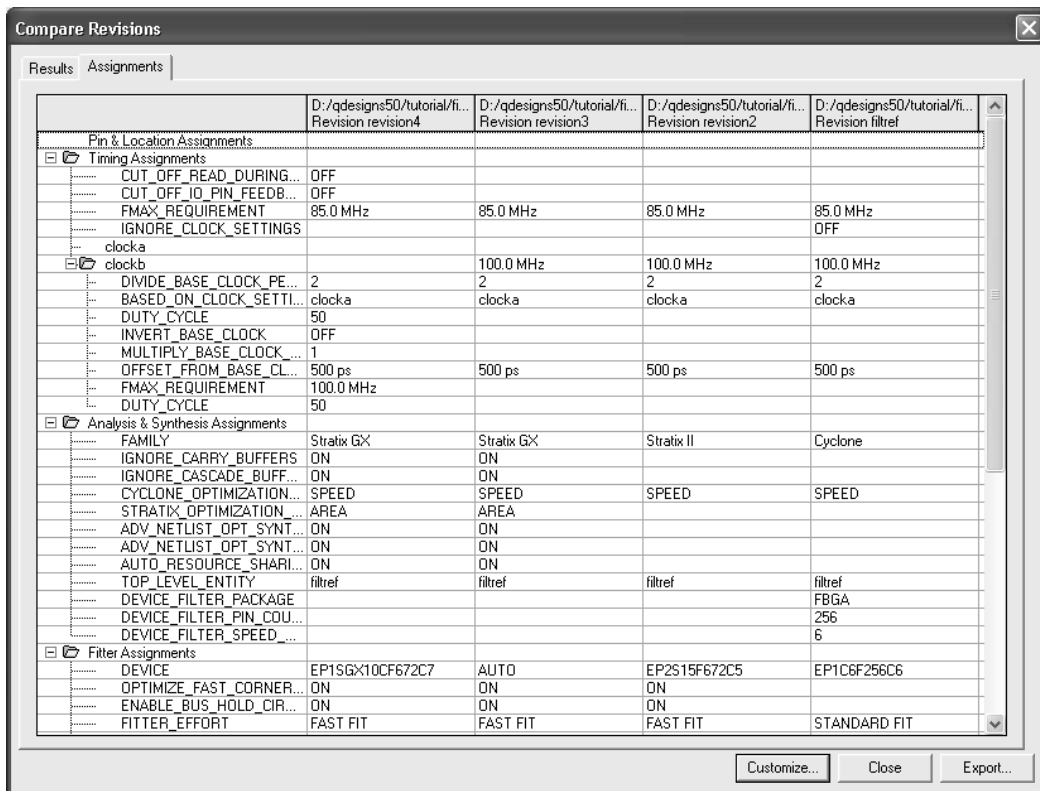 Compare Revisions
Results Assignments
D:/qdesigns50/tutorial/fi... D:/qdesigns50/tutorial/fi... D:/qdesigns50/tutorial/fi... D:/qdesigns50/tutorial/fi...
Revision revision4 Revision revision3 Revision revision2 Revision filtref
Pin & Location Assignments
Timing Assignments
CUT_OFF_READ_DURING... OFF
CUT_OFF_IO_PIN_FEEDB... OFF
FMAX_REQUIREMENT 85.0 MHz 85.0 MHz 85.0 MHz 85.0 MHz
IGNORE_CLOCK_SETTINGS OFF
clocka
clockb 100.0 MHz 100.0 MHz 100.0 MHz
DIVIDE_BASE_CLOCK_PE... 2 2 2 2
BASED_ON_CLOCK_SETTI... clocka clocka clocka clocka
DUTY_CYCLE 50
INVERT_BASE_CLOCK OFF
MULTIPLY_BASE_CLOCK_... 1
OFFSET_FROM_BASE_CL... 500 ps 500 ps 500 ps 500 ps
FMAX_REQUIREMENT 100.0 MHz
DUTY_CYCLE 50
Analysis & Synthesis Assignments
FAMILY Stratix GX Stratix GX Stratix II Cyclone
IGNORE_CARRY_BUFFERS ON ON
IGNORE_CASCADE_BUFF... ON ON
CYCLONE_OPTIMIZATION... SPEED SPEED SPEED SPEED
STRATIX_OPTIMIZATION_... AREA AREA
ADV_NETLIST_OPT_SYNT... ON ON
ADV_NETLIST_OPT_SYNT... ON ON
AUTO_RESOURCE_SHARI... ON ON
TOP_LEVEL_ENTITY filtref filtref filtref filtref
DEVICE_FILTER_PACKAGE FBGA
DEVICE_FILTER_PIN_COU... 256
DEVICE_FILTER_SPEED_... 6
Fitter Assignments
DEVICE EP1SGX10CF672C7 AUTO EP2S15F672C5 EP1C6F256C6
OPTIMIZE_FAST_CORNER... ON ON ON
ENABLE_BUS_HOLD_CIR... ON ON ON
FITTER_EFFORT FAST FIT FAST FIT FAST FIT STANDARD FIT
Customize... Close Export...